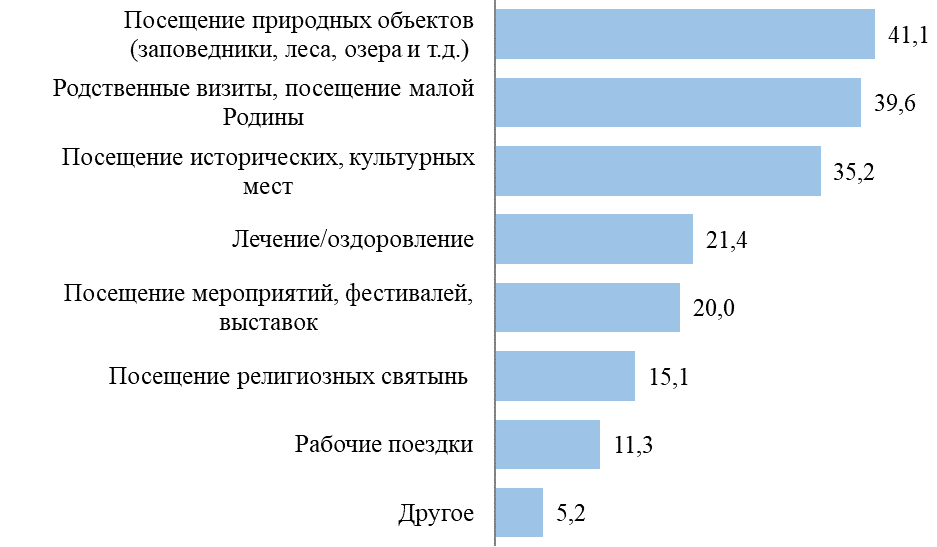 Посещение природных объектов
(заповедники, леса, озера и т.д.)
41,1
Родственные визиты, посещение малой
Родины
39,6
Посещение исторических, культурных
мест
35,2
Лечение/оздоровление
21,4
Посещение мероприятий, фестивалей,
выставок
20,0
Посещение религиозных святынь
15,1
Рабочие поездки
11,3
Другое
5,2